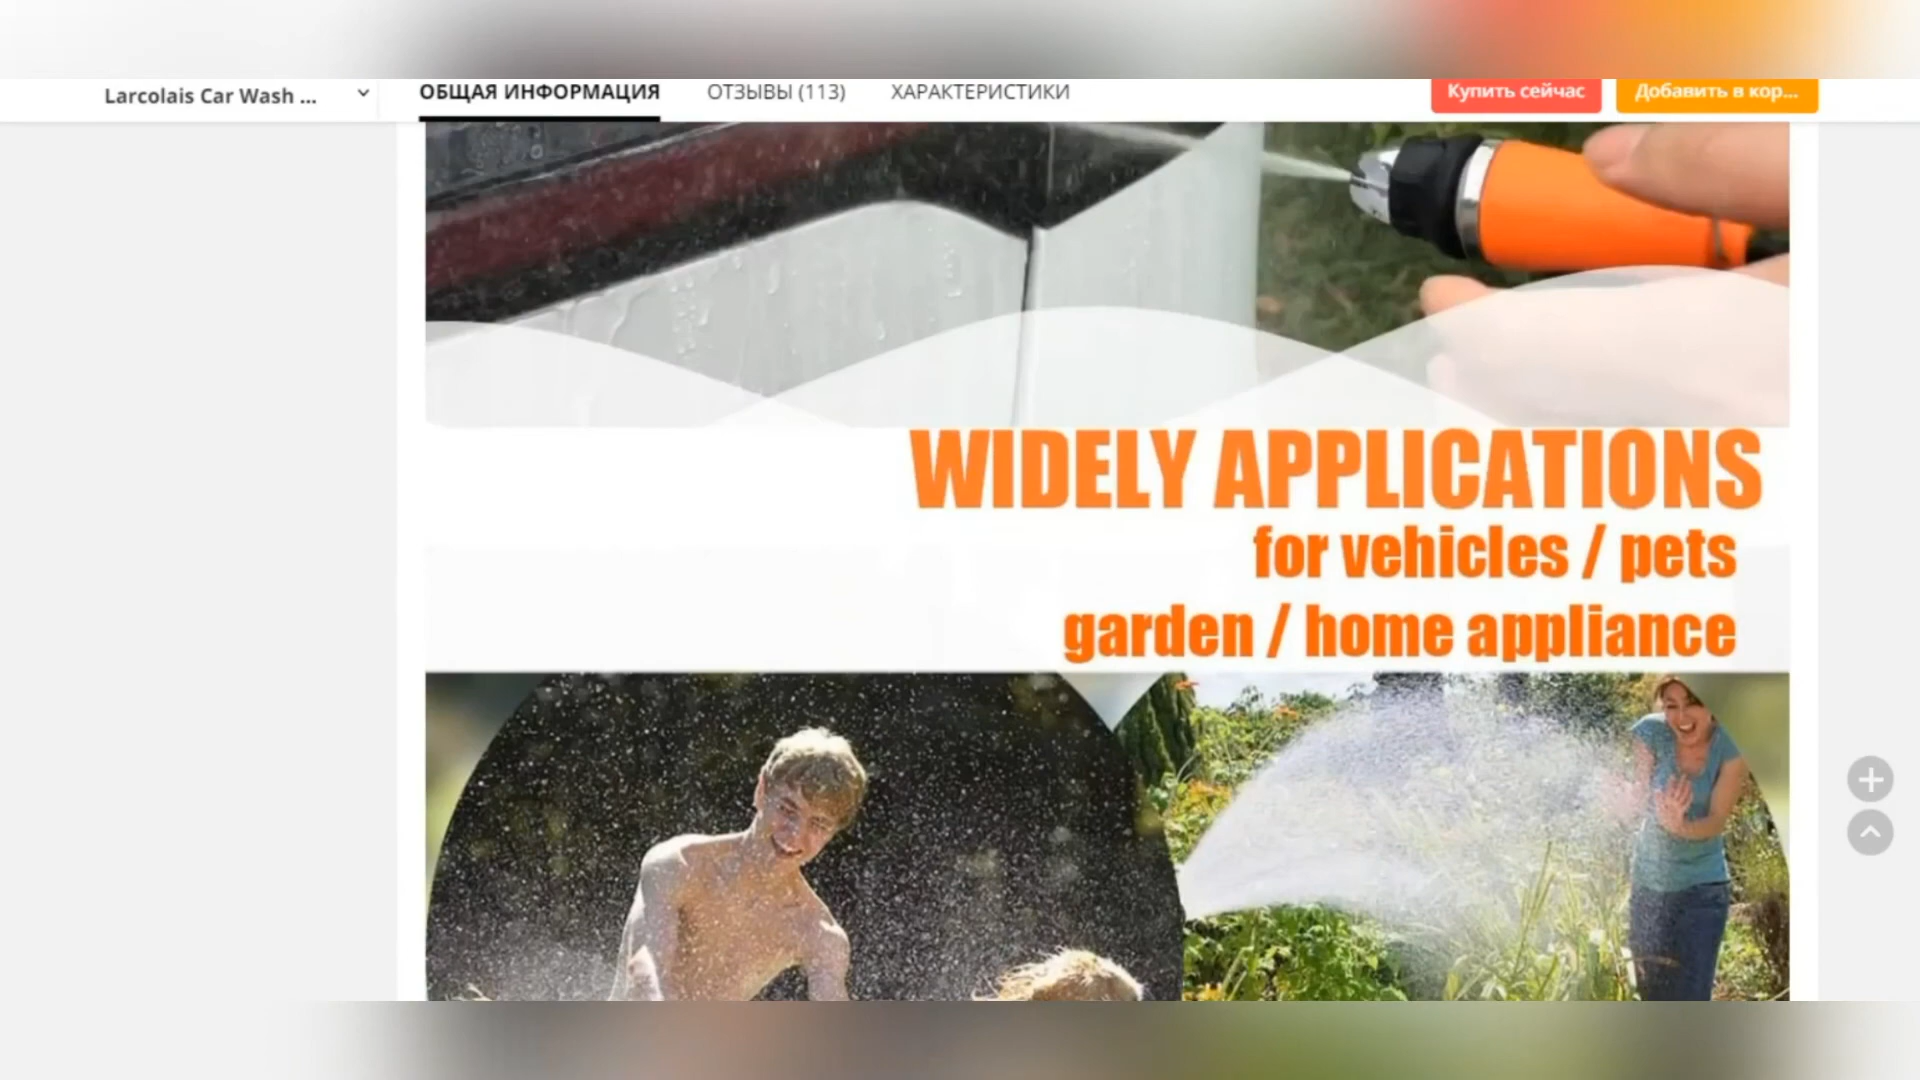 Larcolais Car Wash ...
ОБЩАЯ ИНФОРМАЦИЯ
ОТЗЫВЫ (113)
ХАРАКТЕРИСТИКИ
Купить сейчас
Добавить в кор...
WIDELY APPLICATIONS
for vehicles / pets
garden / home appliance